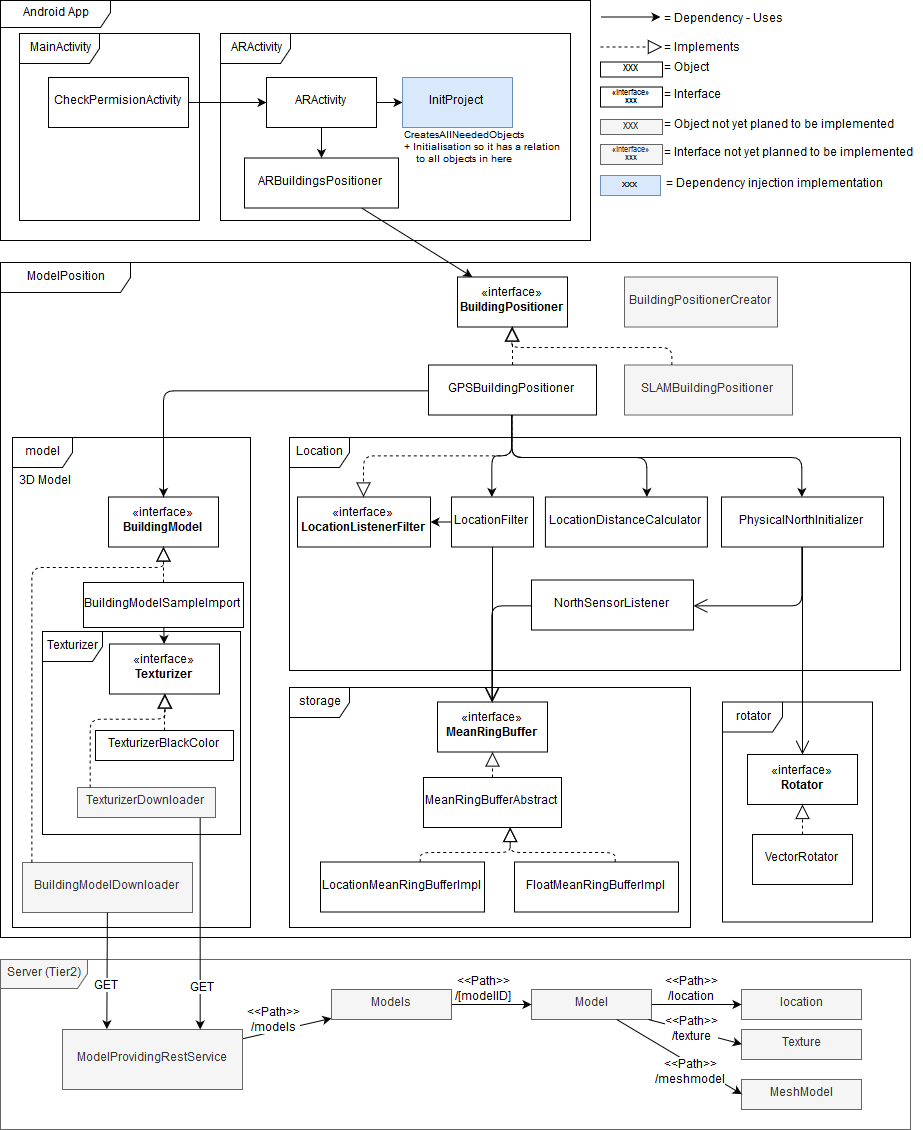 Android App
MainActivity
CheckPermisionActivity
ARActivity
ARActivity
InitProject
CreatesAllNeededObjects
+ Initialisation so it has a relation
to all objects in here
ARBuildingsPositioner
= Dependency - Uses
= Implements
XXX
= Object
«Interface»
xxx
= Interface
XXX
= Object not yet planed to be implemented
«Interface»
xxx
= Interface not yet planned to be implemented
xxx
= Dependency injection implementation
ModelPosition
«interface»
BuildingPositioner
BuildingPositionerCreator
GPSBuildingPositioner
SLAMBuildingPositioner
model
3D Model
«interface»
BuildingModel
BuildingModelSampleImport
Texturizer
«interface»
Texturizer
TexturizerBlackColor
TexturizerDownloader
BuildingModelDownloader
Location
«interface»
LocationListenerFilter
LocationFilter
LocationDistanceCalculator
PhysicalNorthInitializer
NorthSensorListener
storage
«interface»
MeanRingBuffer
MeanRingBufferAbstract
LocationMeanRingBufferImpl
FloatMeanRingBufferImpl
rotator
«interface»
Rotator
VectorRotator
Server (Tier2)
GET
GET
ModelProvidingRestService
<<Path>>
/models
Models
<<Path>>
/[modelID]
Model
<<Path>>
/location
location
<<Path>>
/texture
Texture
<<Path>>
/meshmodel
MeshModel